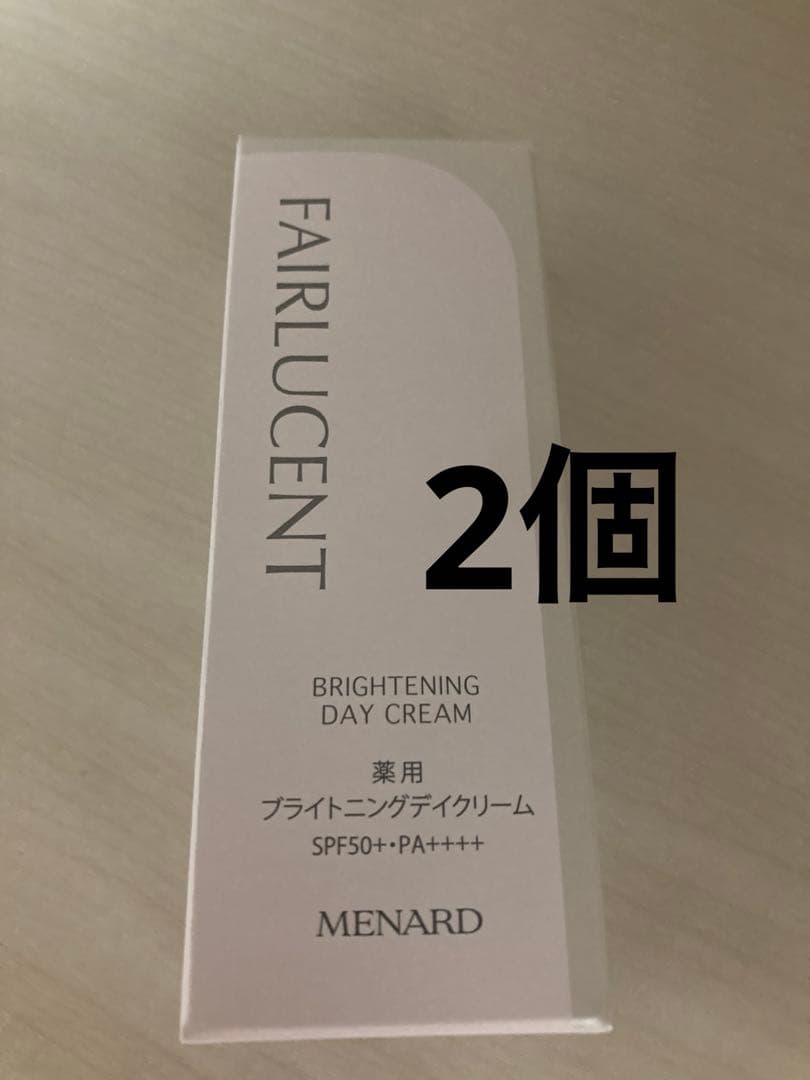 FAIRLUCENT
2個
BRIGHTENING
DAY CREAM
薬用
ブライトニングデイクリーム
SPF50+・PA++++
MENARD